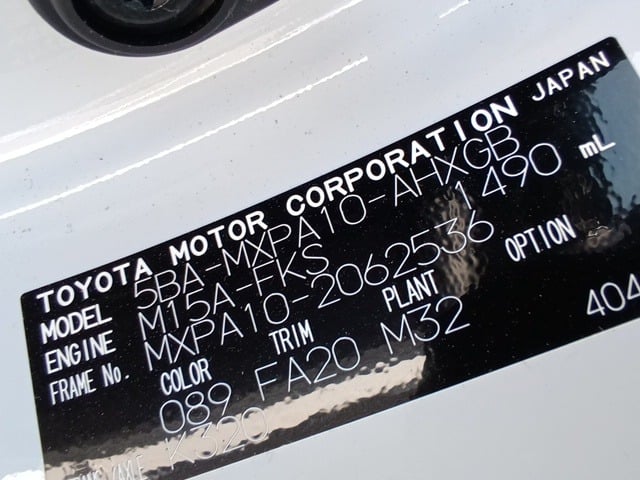 TOYOTA MOTOR CORPORATION JAPAN
MODEL 5BA-MXPA10-AHXGB
ENGINE M15A-FKS 1490 mL
FRAME No. MXPA10-2062536
COLOR TRIM PLANT OPTION
089 FA20 M32 404
K320